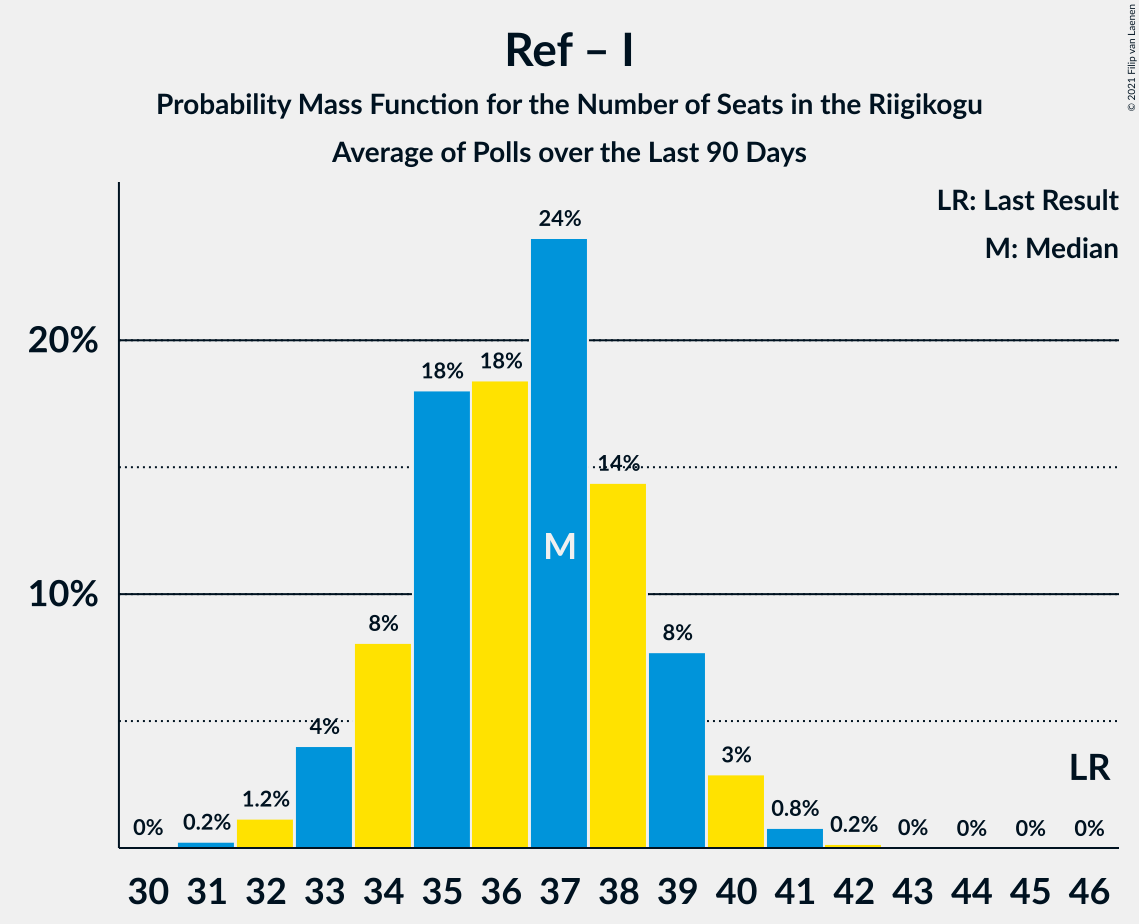 Ref – I
Probability Mass Function for the Number of Seats in the Riigikogu
Average of Polls over the Last 90 Days
© 2021 Filip van Laenen
LR: Last Result
M: Median
24%
20%
18%
18%
14%
M
10%
8%
8%
4%
3%
LR
0%
0.2%
1.2%
0.8%
0.2%
0%
0%
0%
0%
30 31 32 33 34 35 36 37 38 39 40 41 42 43 44 45 46